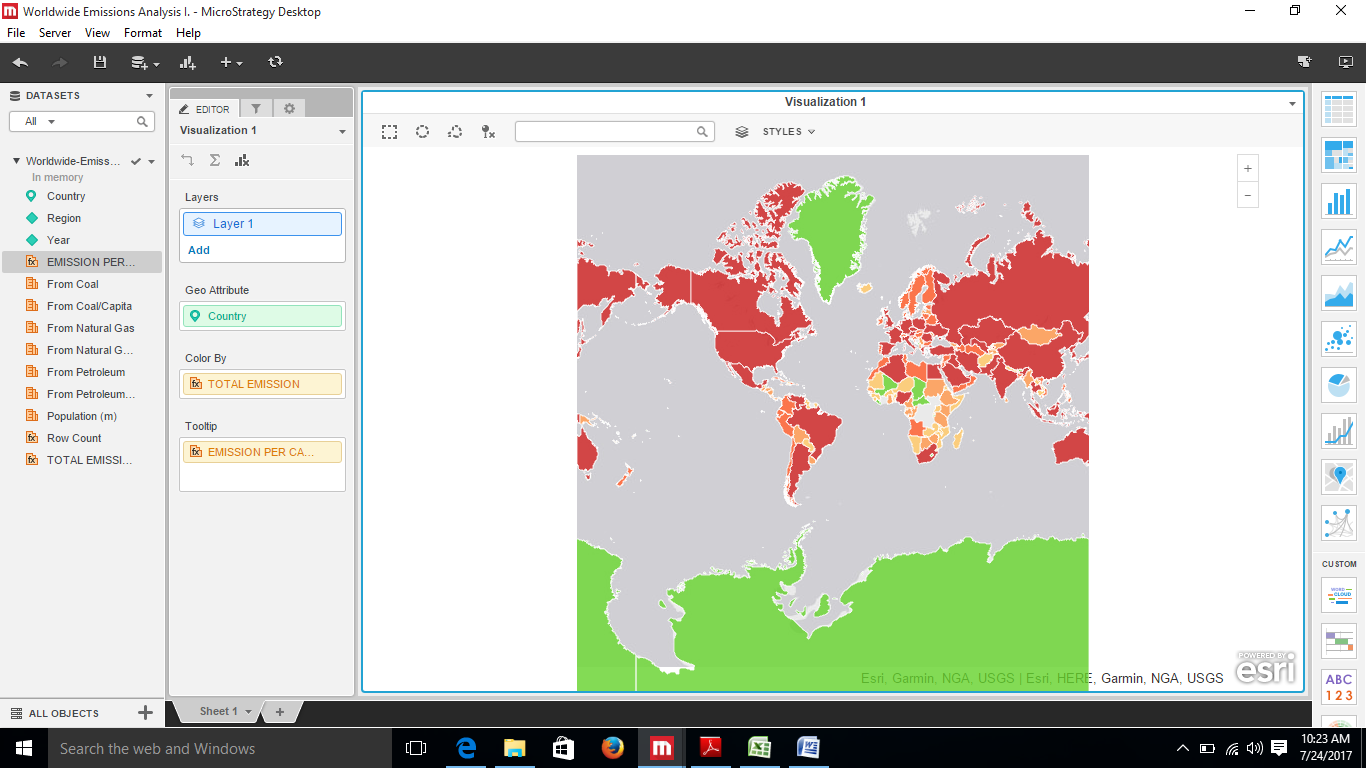 Worldwide Emissions Analysis I. - MicroStrategy Desktop
File Server View Format Help
DATASETS
All
Worldwide-Emiss...
In memory
Country
Region
Year
EMISSION PER...
From Coal
From Coal/Capita
From Natural Gas
From Natural G...
From Petroleum
From Petroleum...
Population (m)
Row Count
TOTAL EMISSI...
ALL OBJECTS
EDITOR
Visualization 1
Layers
Layer 1
Add
Geo Attribute
Country
Color By
TOTAL EMISSION
Tooltip
EMISSION PER CA...
Visualization 1
STYLES
+
−
POWERED BY
esri
Esri, Garmin, NGA, USGS | Esri, HERE, Garmin, NGA, USGS
CUSTOM
WORD
CLOUD
ABC
123
Sheet 1
Search the web and Windows
10:23 AM
7/24/2017